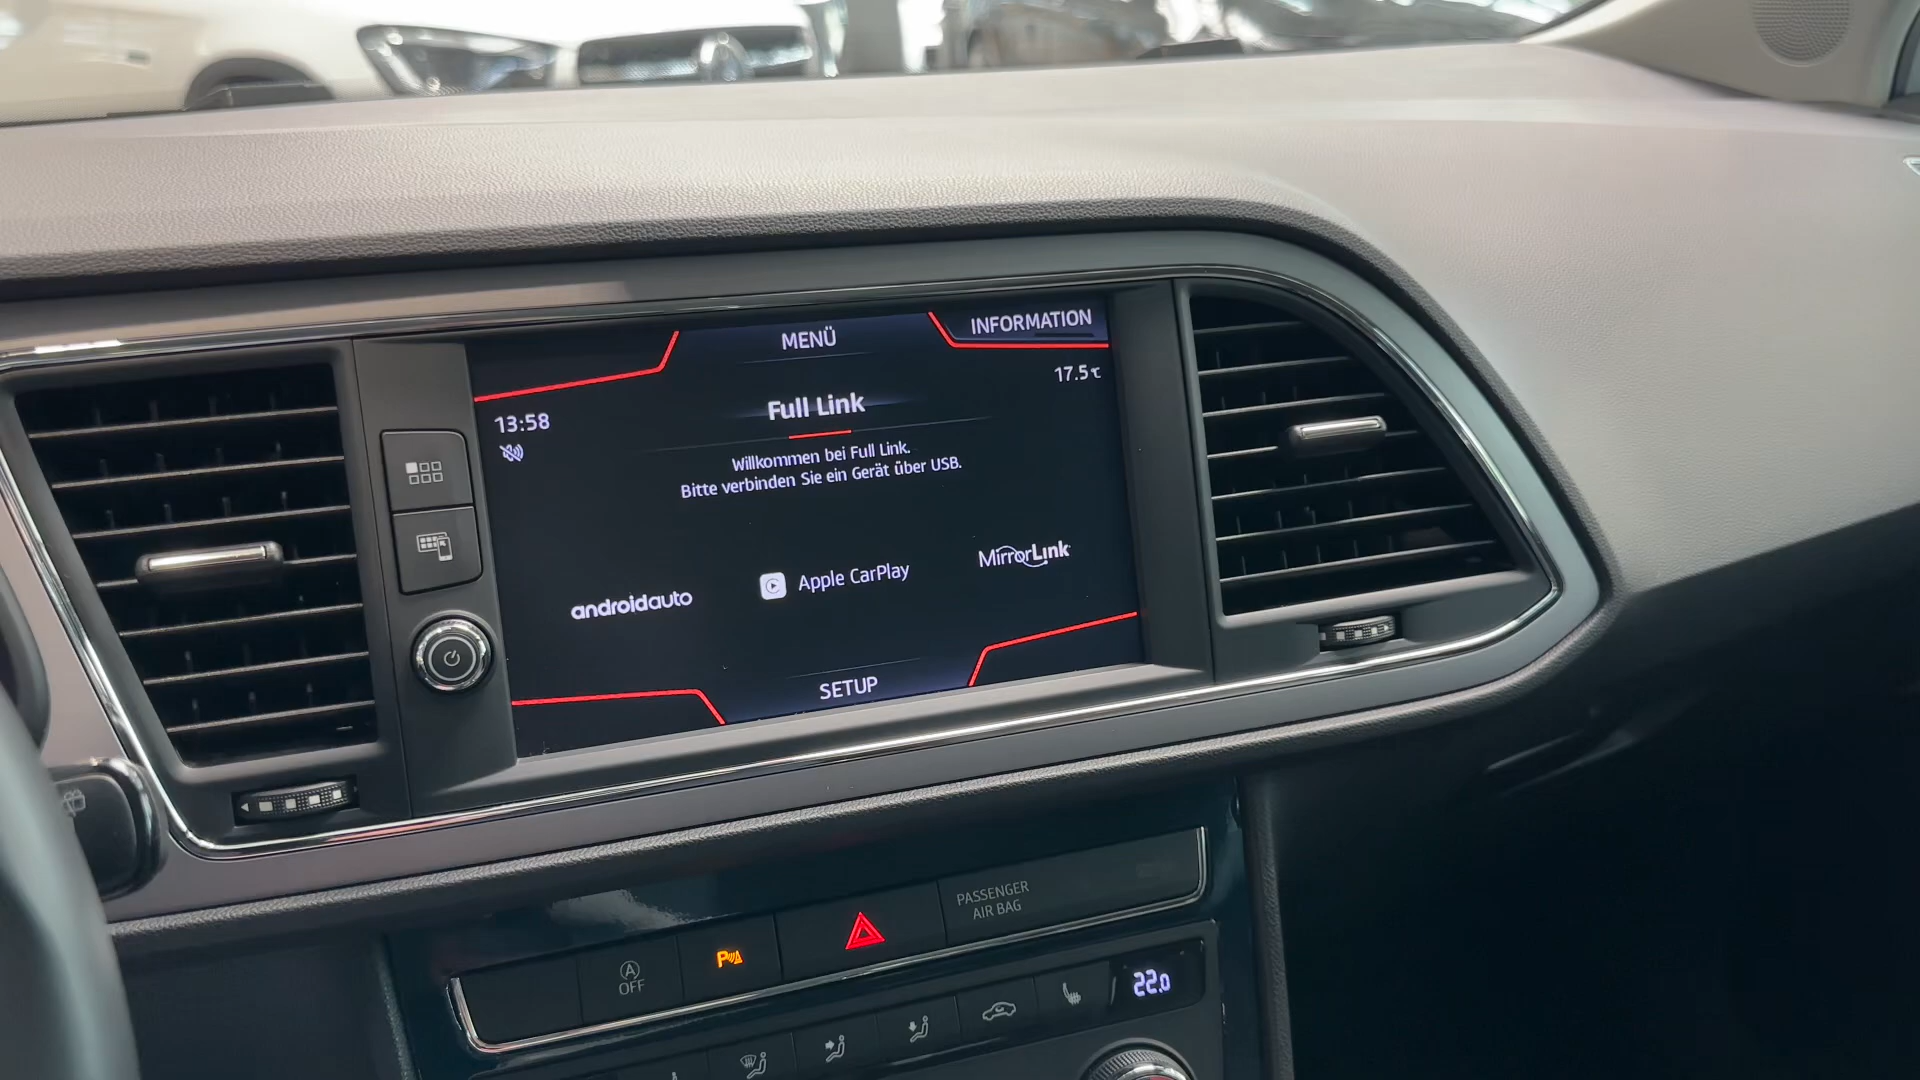 MENÜ
INFORMATION
13:58
17.5°C
Full Link
Willkommen bei Full Link.
Bitte verbinden Sie ein Gerät über USB.
androidauto
Apple CarPlay
MirrorLink
SETUP
PASSENGER
AIR BAG
A
OFF
P
22.0